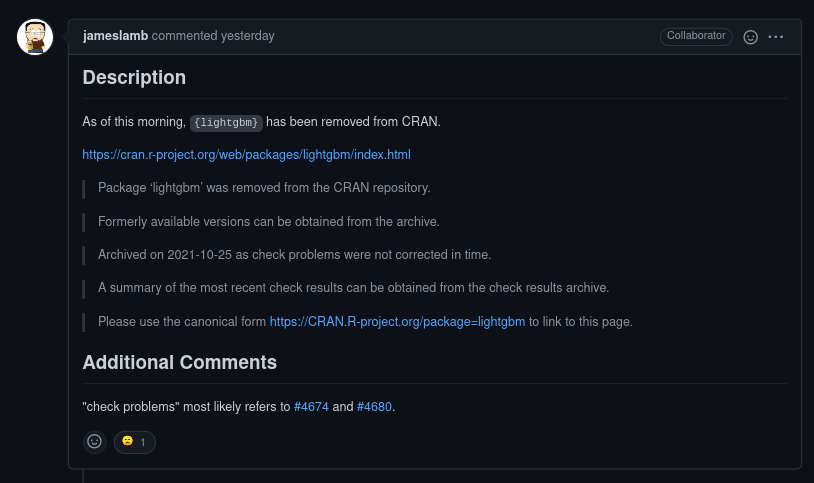 jameslamb commented yesterday Collaborator
Description
As of this morning, {lightgbm} has been removed from CRAN.
https://cran.r-project.org/web/packages/lightgbm/index.html
Package ‘lightgbm’ was removed from the CRAN repository.
Formerly available versions can be obtained from the archive.
Archived on 2021-10-25 as check problems were not corrected in time.
A summary of the most recent check results can be obtained from the check results archive.
Please use the canonical form https://CRAN.R-project.org/package=lightgbm to link to this page.
Additional Comments
"check problems" most likely refers to #4674 and #4680.
1